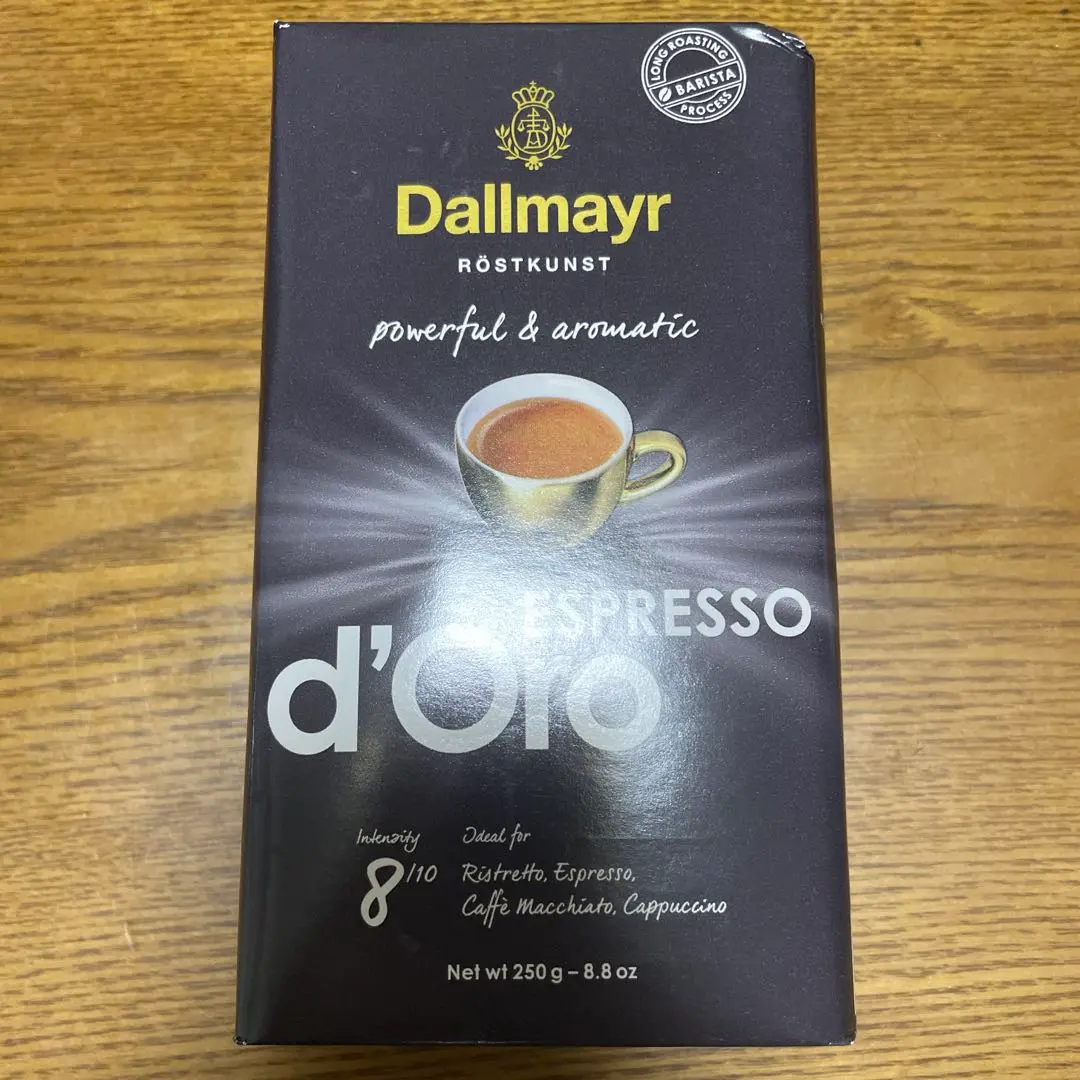 LONG ROASTING
BARISTA
PROCESS
Dallmayr
RÖSTKUNST
powerful & aromatic
ESPRESSO
d'Oro
Intensity
8/10
Ideal for
Ristretto, Espresso,
Caffè Macchiato, Cappuccino
Net wt 250 g – 8.8 oz